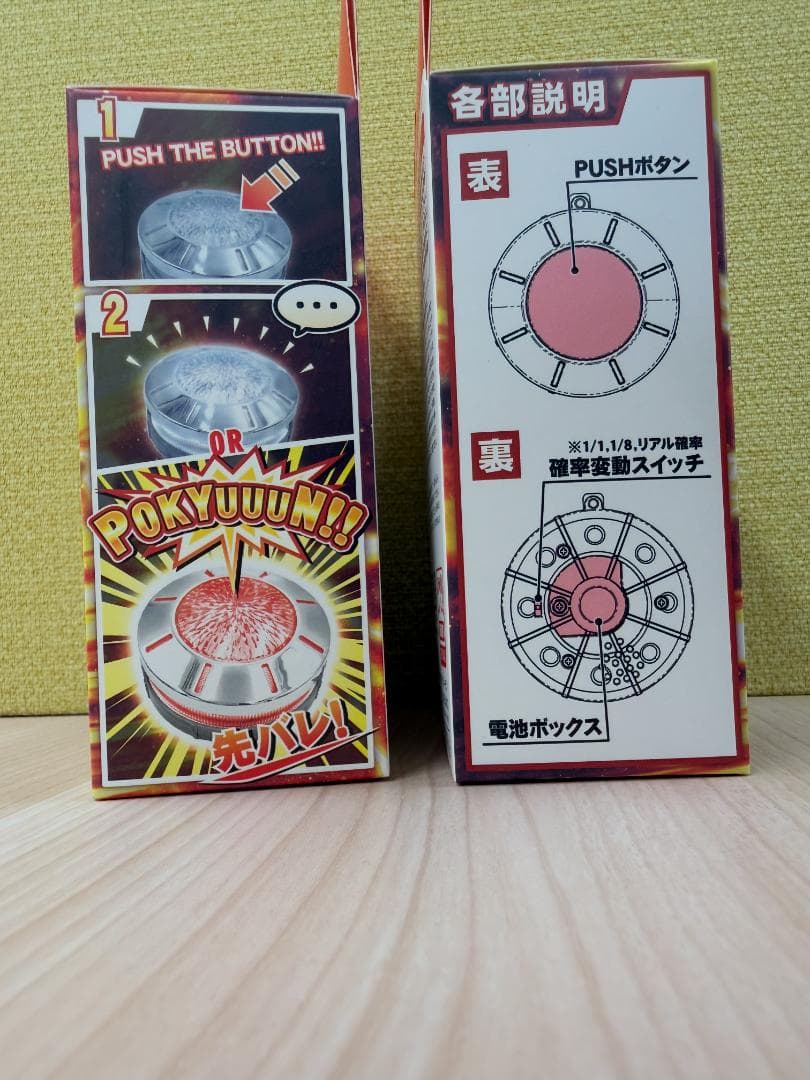 1
PUSH THE BUTTON!!
2
...
OR
POKYUUUN!!
先バレ!
各部説明
表
PUSHボタン
裏
※1/1,1/8,リアル確率
確率変動スイッチ
電池ボックス